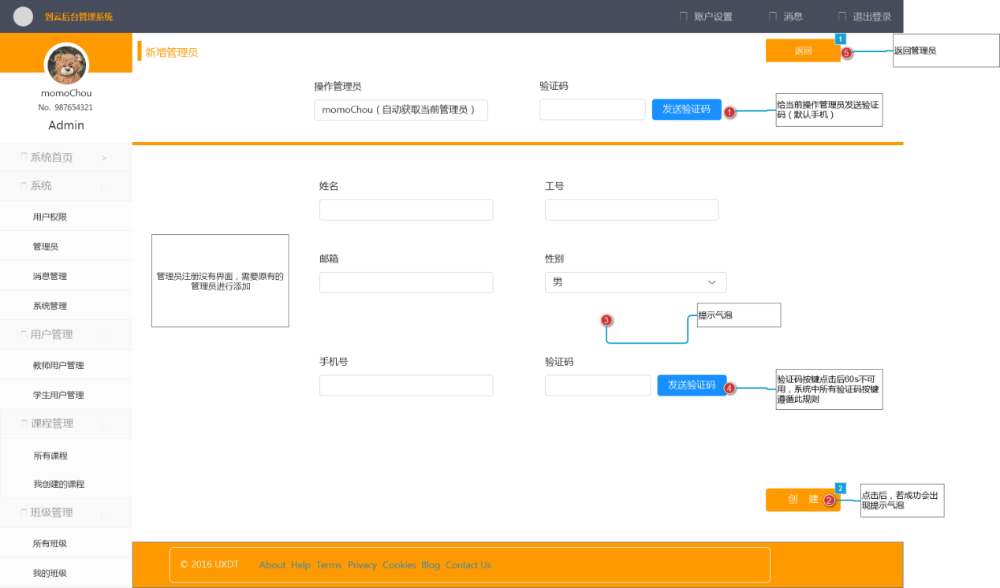 到云后台管理系统
账户设置
消息
退出登录
momoChou
No. 987654321
Admin
系统首页 >
系统
用户权限
管理员
消息管理
系统管理
用户管理
教师用户管理
学生用户管理
课程管理
所有课程
我创建的课程
班级管理
所有班级
我的班级
新增管理员
返回
1
5
返回管理员
操作管理员
momoChou（自动获取当前管理员）
验证码
发送验证码
1
给当前操作管理员发送验证
码（默认手机）
姓名
工号
管理员注册没有界面，需要原有的
管理员进行添加
邮箱
性别
男
3
提示气泡
手机号
验证码
发送验证码
4
验证码按键点击后60s不可
用，系统中所有验证码按键
遵循此规则
创 建
2
2
点击后，若成功会出
现提示气泡
© 2016 UXDT
About Help Terms Privacy Cookies Blog Contact Us